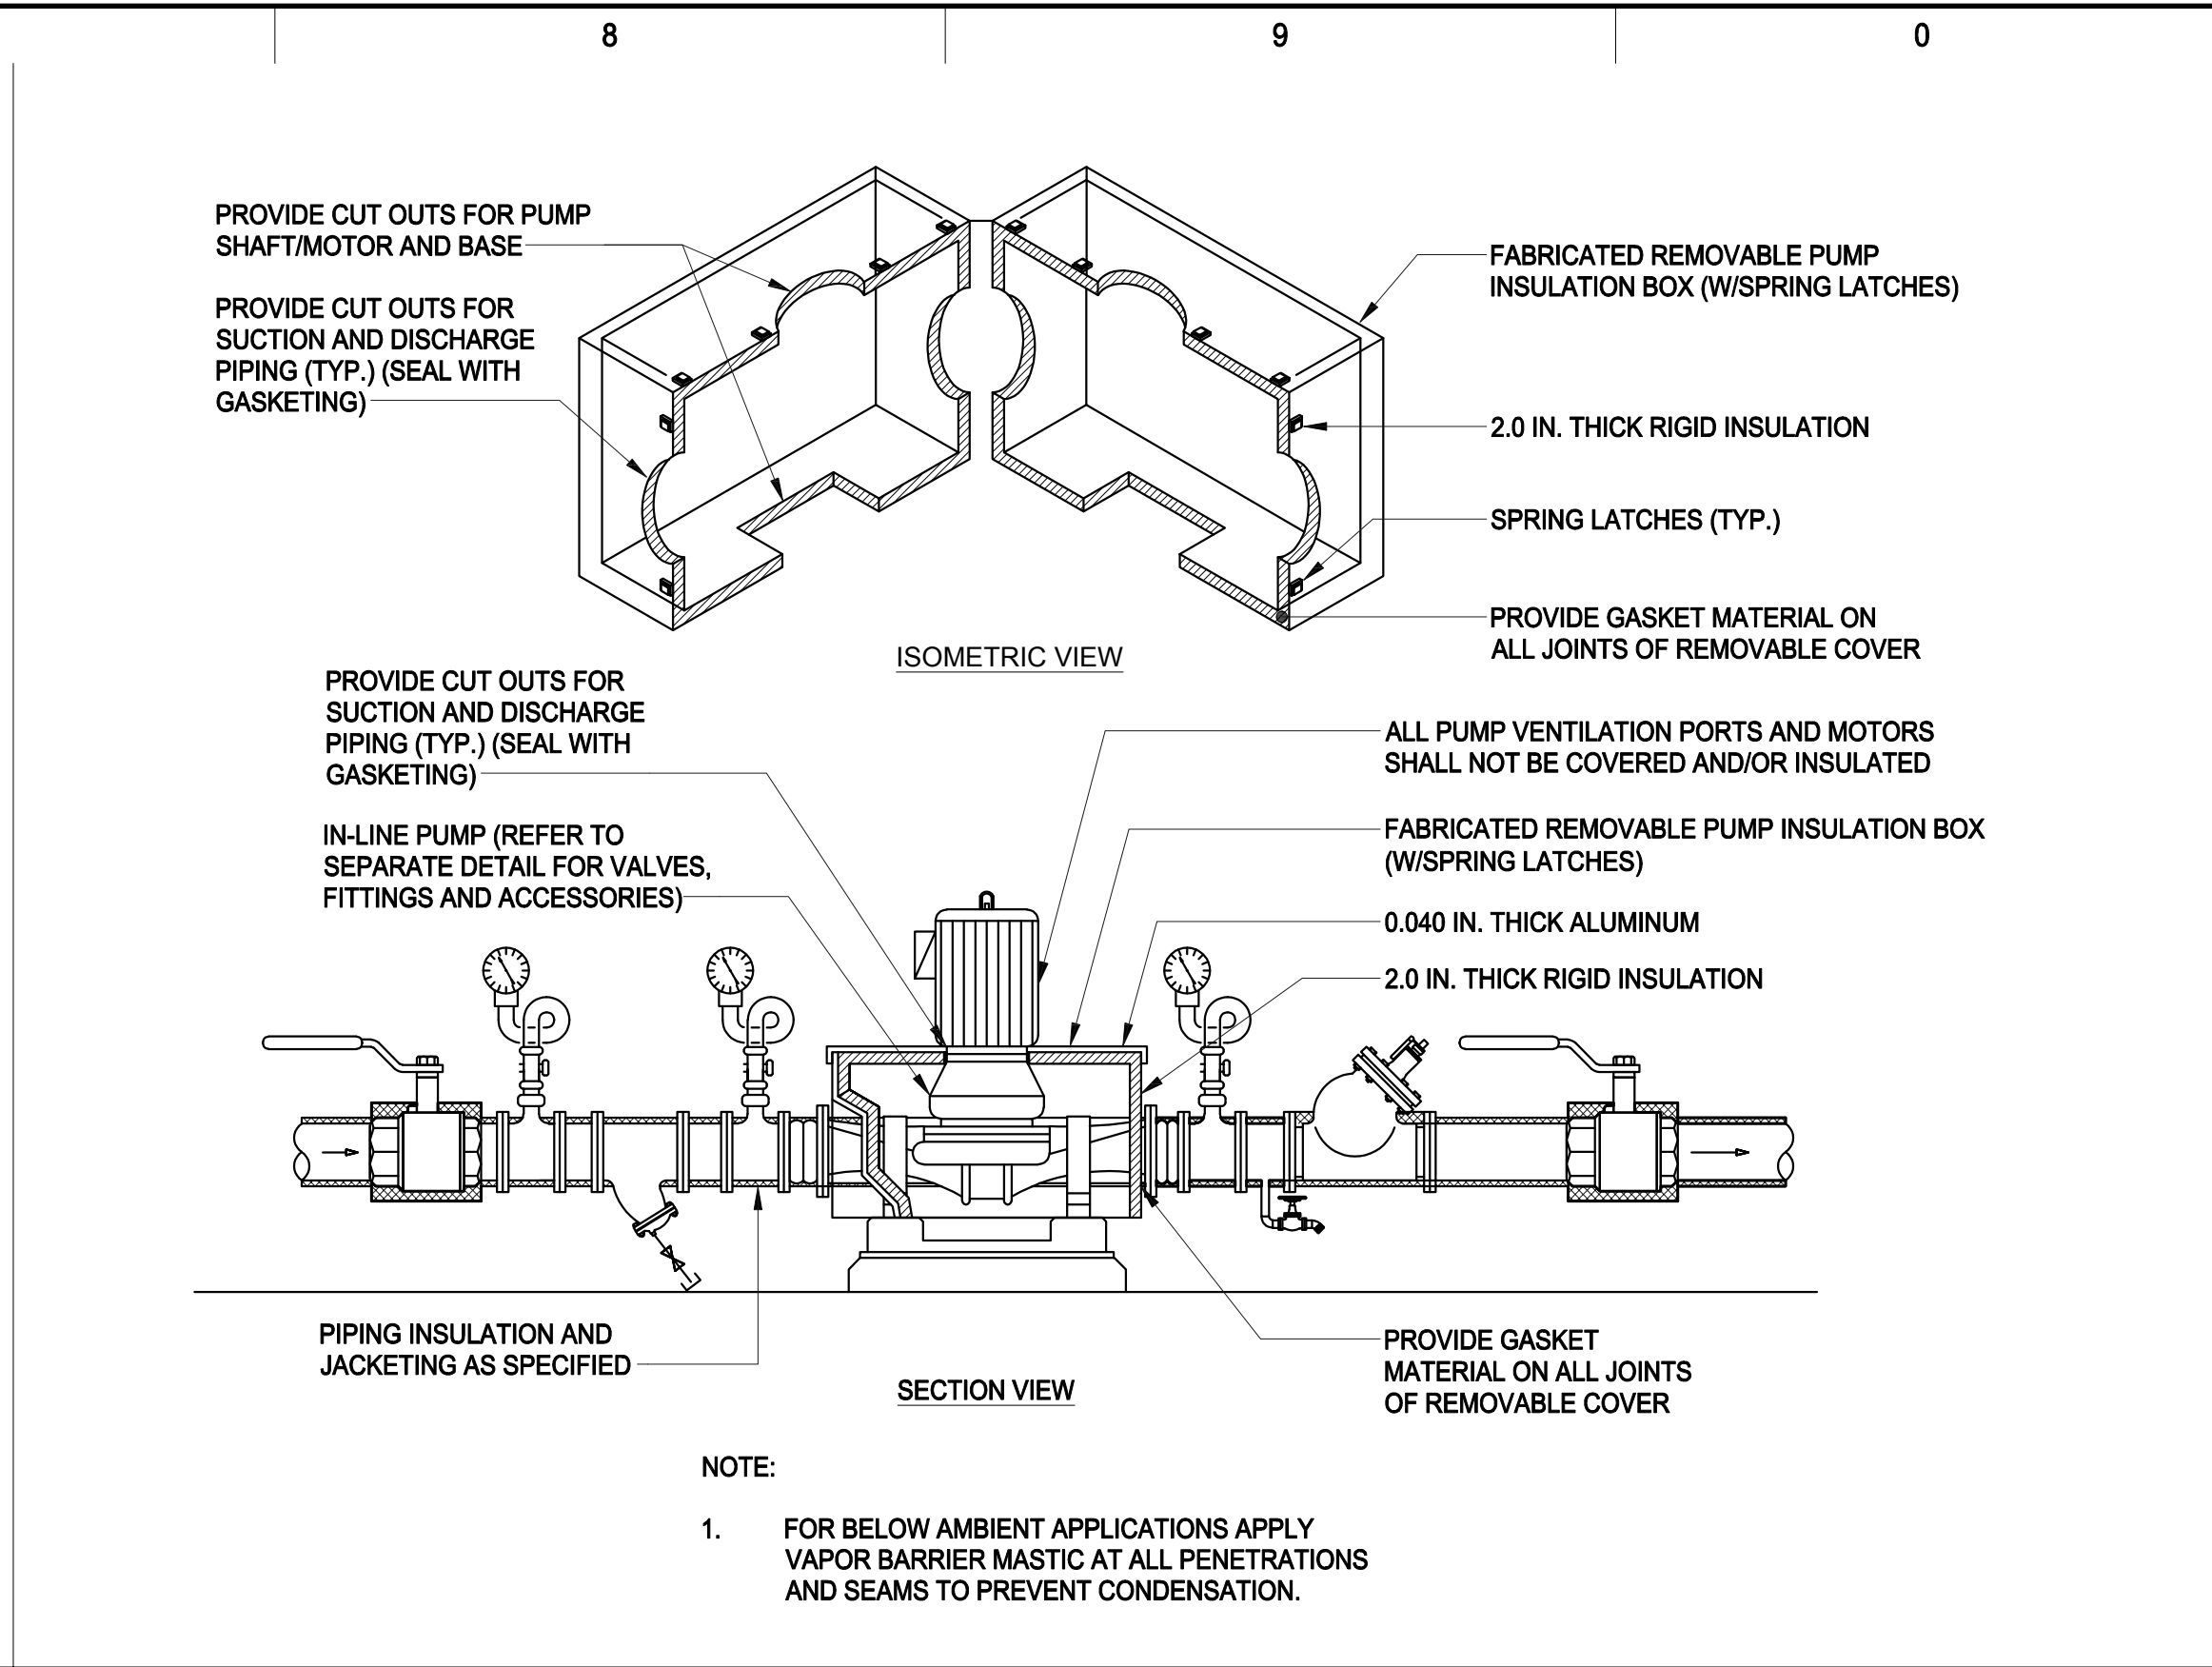 8
9
0
PROVIDE CUT OUTS FOR PUMP
SHAFT/MOTOR AND BASE
PROVIDE CUT OUTS FOR
SUCTION AND DISCHARGE
PIPING (TYP.) (SEAL WITH
GASKETING)
FABRICATED REMOVABLE PUMP
INSULATION BOX (W/SPRING LATCHES)
2.0 IN. THICK RIGID INSULATION
SPRING LATCHES (TYP.)
PROVIDE GASKET MATERIAL ON
ALL JOINTS OF REMOVABLE COVER
ISOMETRIC VIEW
PROVIDE CUT OUTS FOR
SUCTION AND DISCHARGE
PIPING (TYP.) (SEAL WITH
GASKETING)
IN-LINE PUMP (REFER TO
SEPARATE DETAIL FOR VALVES,
FITTINGS AND ACCESSORIES)
ALL PUMP VENTILATION PORTS AND MOTORS
SHALL NOT BE COVERED AND/OR INSULATED
FABRICATED REMOVABLE PUMP INSULATION BOX
(W/SPRING LATCHES)
0.040 IN. THICK ALUMINUM
2.0 IN. THICK RIGID INSULATION
PIPING INSULATION AND
JACKETING AS SPECIFIED
PROVIDE GASKET
MATERIAL ON ALL JOINTS
OF REMOVABLE COVER
SECTION VIEW
NOTE:
1. FOR BELOW AMBIENT APPLICATIONS APPLY
VAPOR BARRIER MASTIC AT ALL PENETRATIONS
AND SEAMS TO PREVENT CONDENSATION.